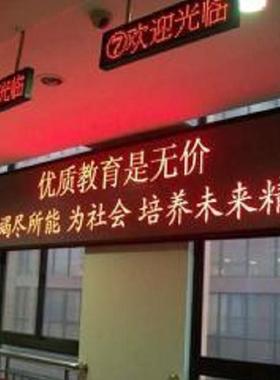 ⑦欢迎光临
光临
优质教育是无价
竭尽所能 为社会 培养未来精